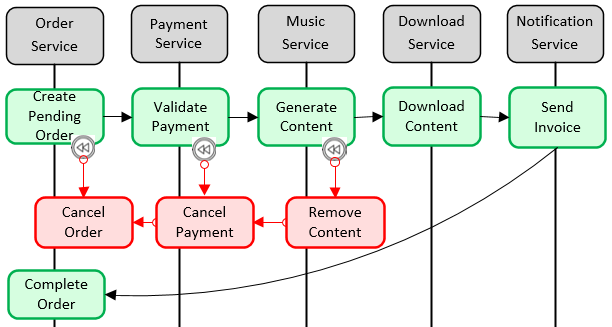 Order
Service
Payment
Service
Music
Service
Download
Service
Notification
Service
Create
Pending
Order
Validate
Payment
Generate
Content
Download
Content
Send
Invoice
Cancel
Order
Cancel
Payment
Remove
Content
Complete
Order